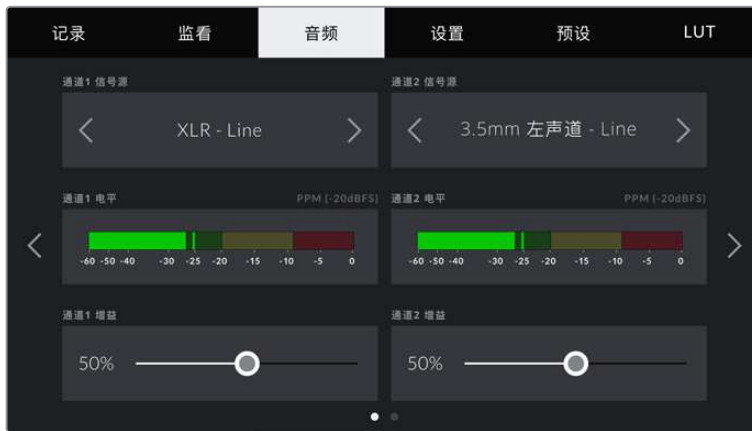 记录 监看 音频 设置 预设 LUT
通道1 信号源 通道2 信号源
XLR - Line 3.5mm 左声道 - Line
通道1 电平 PPM (-20dBFS) 通道2 电平 PPM (-20dBFS)
-60 -50 -40 -30 -25 -20 -15 -10 -5 0 -60 -50 -40 -30 -25 -20 -15 -10 -5 0
通道1 增益 通道2 增益
50% 50%